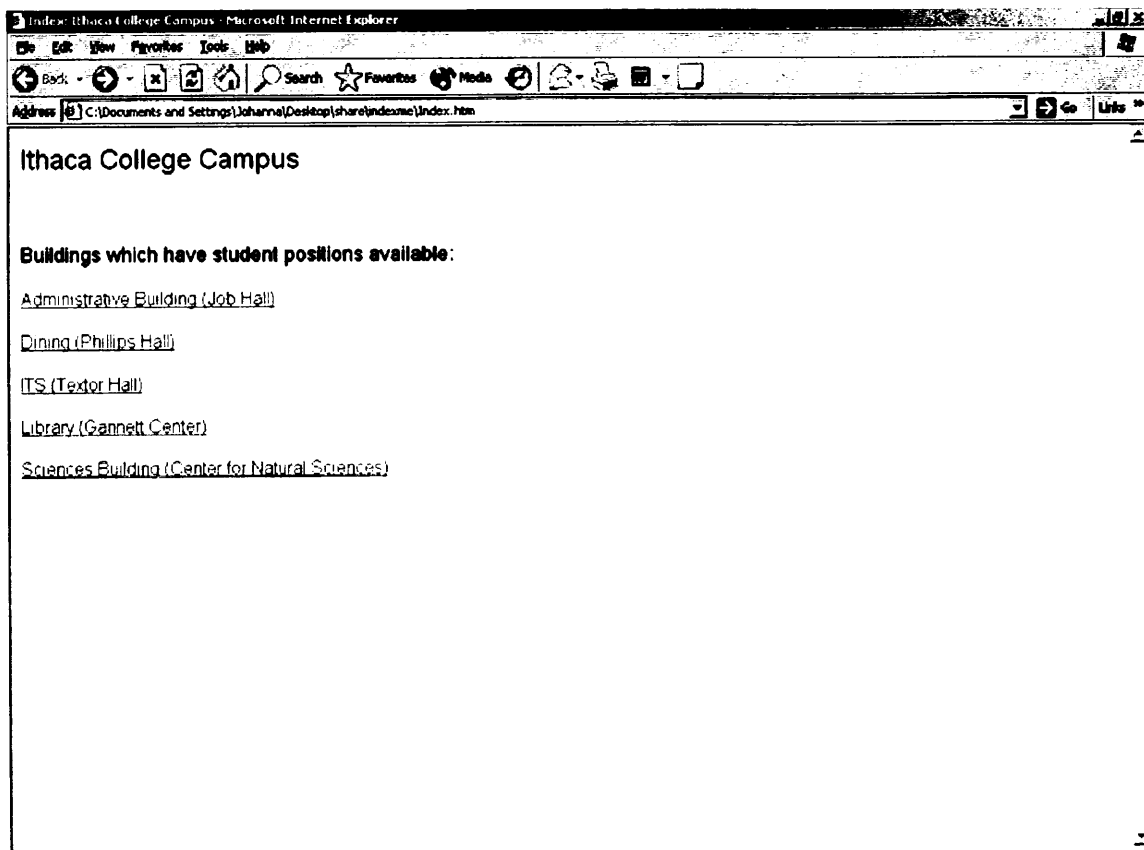 Index: Ithaca College Campus - Microsoft Internet Explorer
File Edit View Favorites Tools Help
Back Search Favorites Media
Address C:\Documents and Settings\Johanna\Desktop\share\indexme\Index.htm Go Links »
Ithaca College Campus
Buildings which have student positions available:
Administrative Building (Job Hall)
Dining (Phillips Hall)
ITS (Textor Hall)
Library (Gannett Center)
Sciences Building (Center for Natural Sciences)